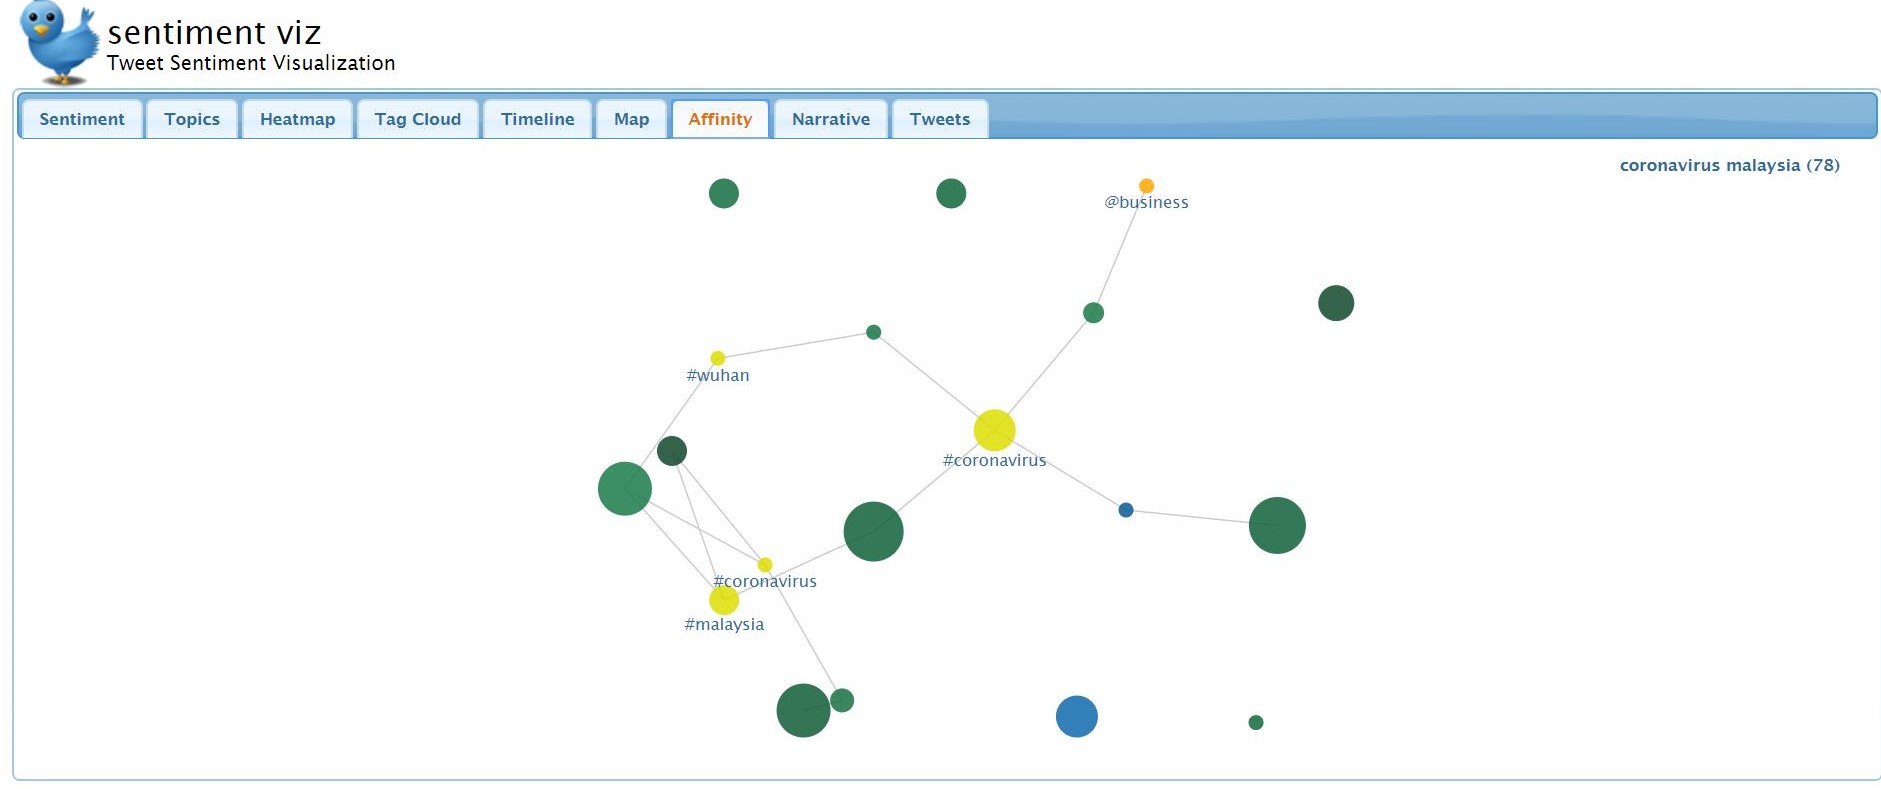 sentiment viz
Tweet Sentiment Visualization
Sentiment Topics Heatmap Tag Cloud Timeline Map Affinity Narrative Tweets
coronavirus malaysia (78)
@business
#wuhan
#coronavirus
#coronavirus
#malaysia